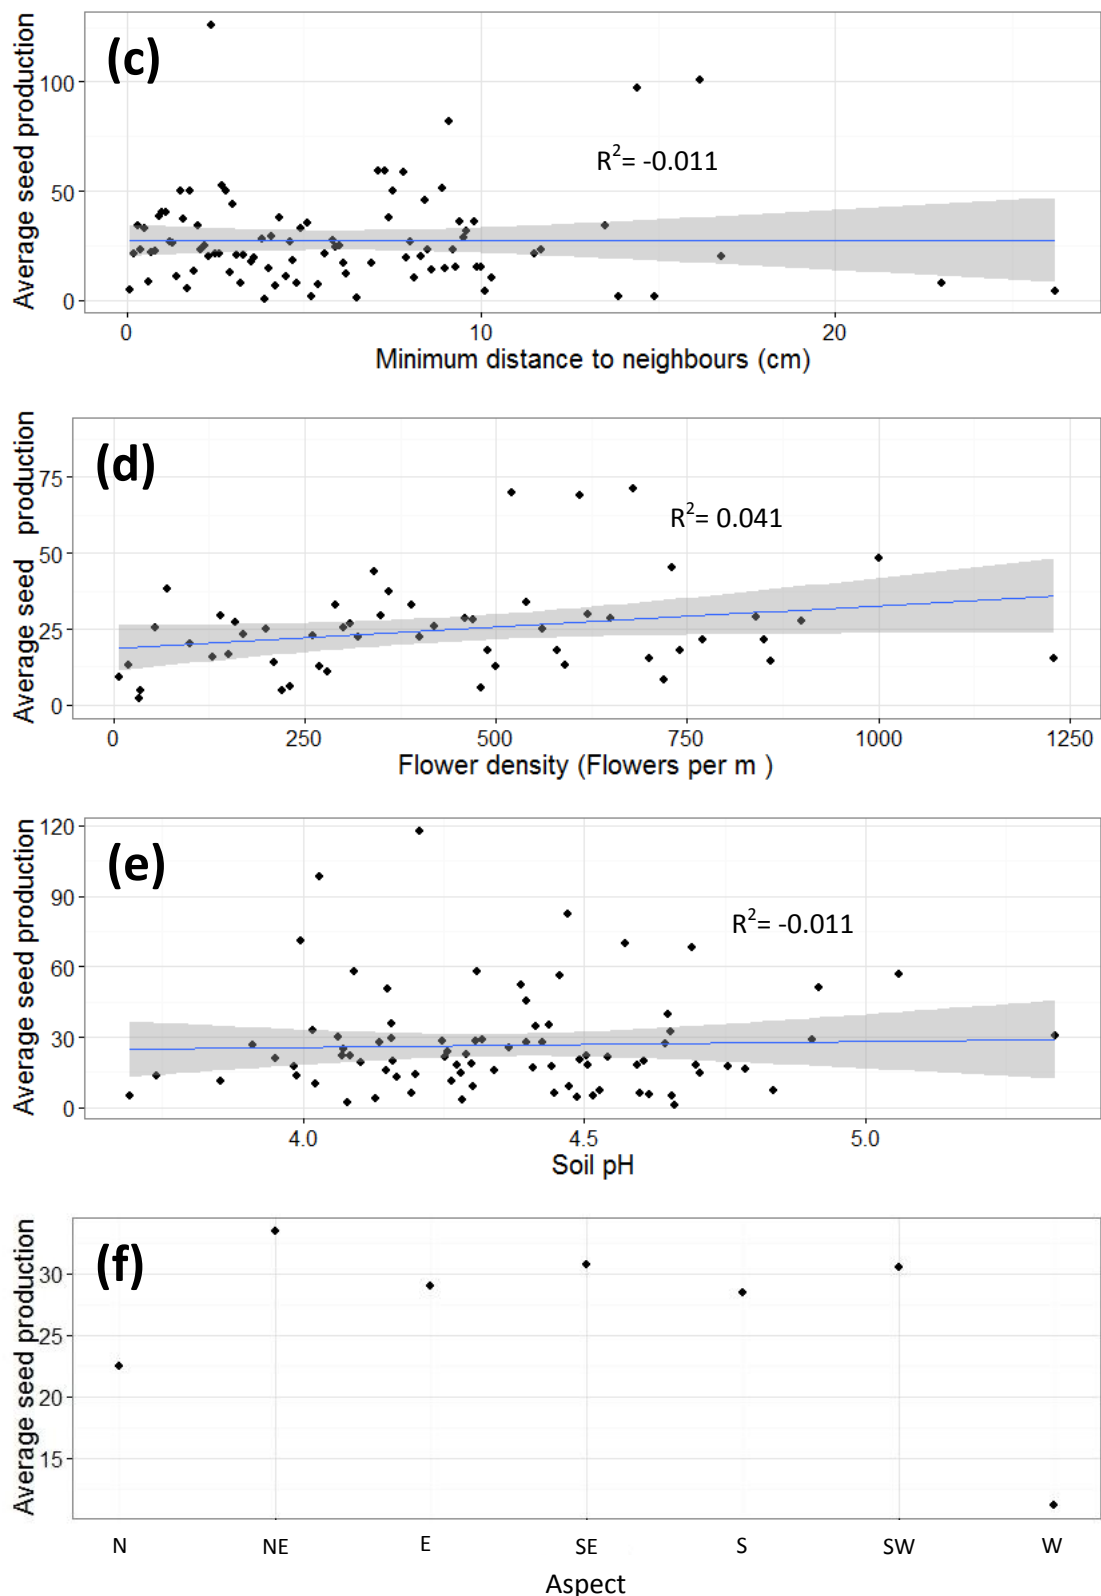 (c)
Average seed production
100
50
0
R²= -0.011
0 10 20
Minimum distance to neighbours (cm)
(d)
Average seed production
75
50
25
0
R²= 0.041
0 250 500 750 1000 1250
Flower density (Flowers per m )
(e)
Average seed production
120
90
60
30
0
R²= -0.011
4.0 4.5 5.0
Soil pH
(f)
Average seed production
30
25
20
15
N NE E SE S SW W
Aspect